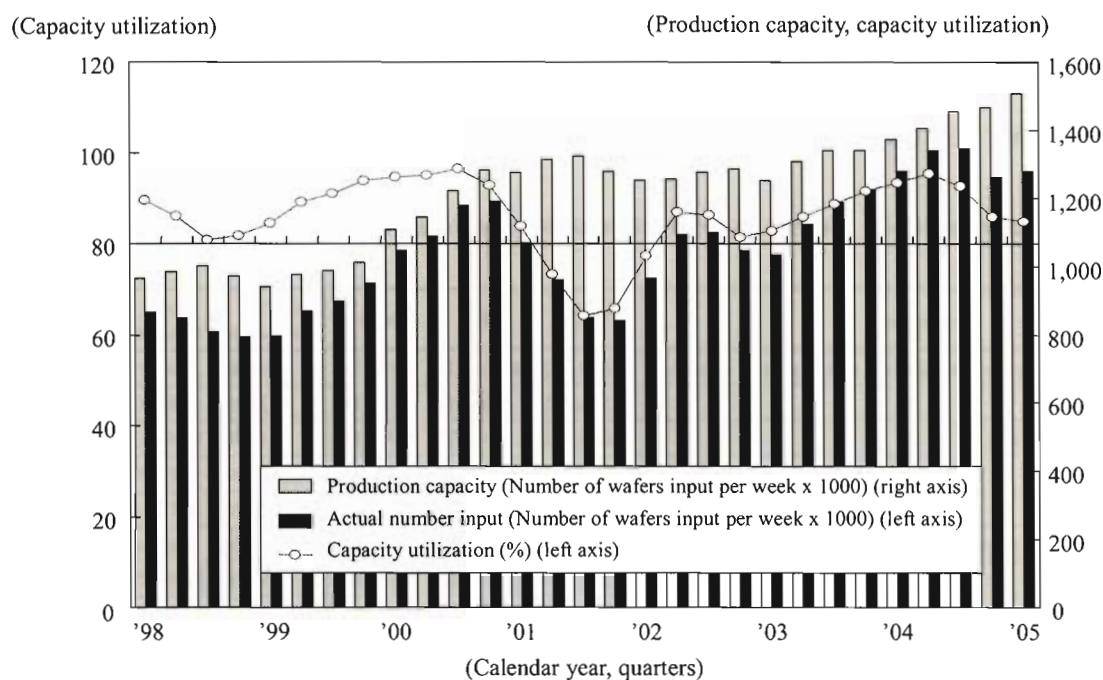 (Capacity utilization)
(Production capacity, capacity utilization)
120
100
80
60
40
20
0
1,600
1,400
1,200
1,000
800
600
400
200
0
Production capacity (Number of wafers input per week x 1000) (right axis)
Actual number input (Number of wafers input per week x 1000) (left axis)
Capacity utilization (%) (left axis)
’98 ’99 ’00 ’01 ’02 ’03 ’04 ’05
(Calendar year, quarters)